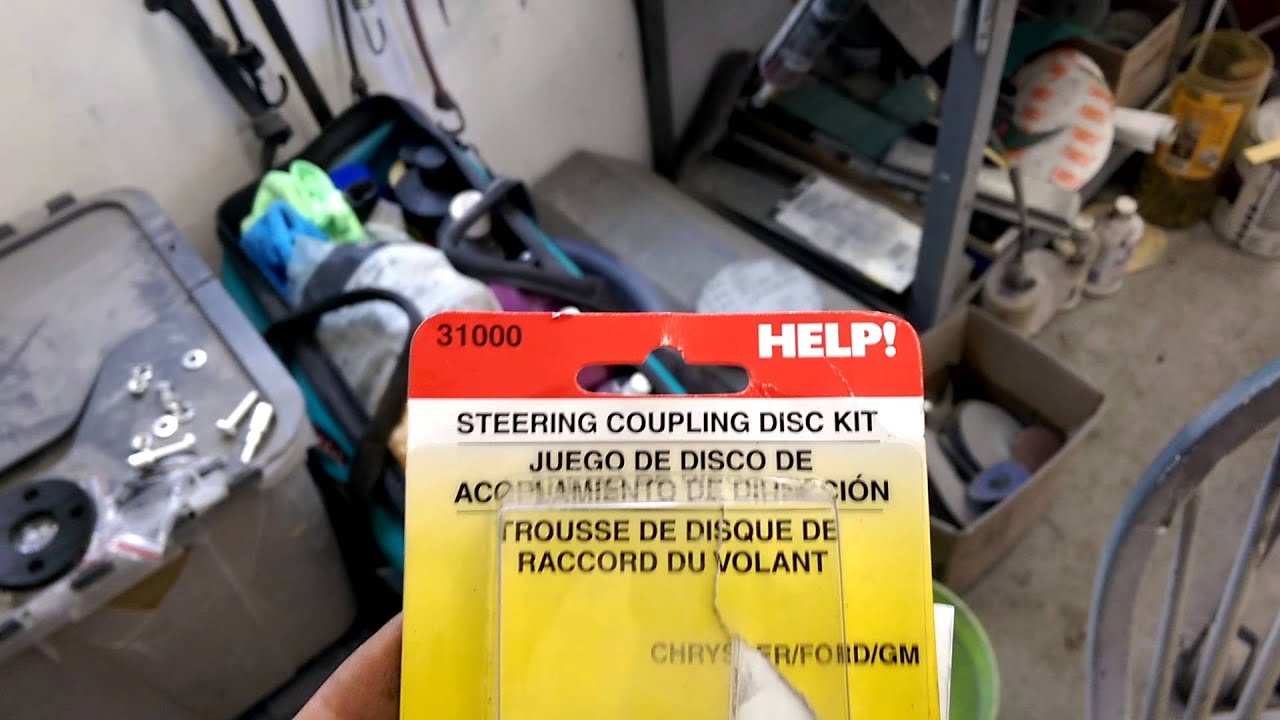 31000
HELP!
STEERING COUPLING DISC KIT
JUEGO DE DISCO DE
ACOPLAMIENTO DE DIRECCIÓN
TROUSSE DE DISQUE DE
RACCORD DU VOLANT
CHRYSLER/FORD/GM